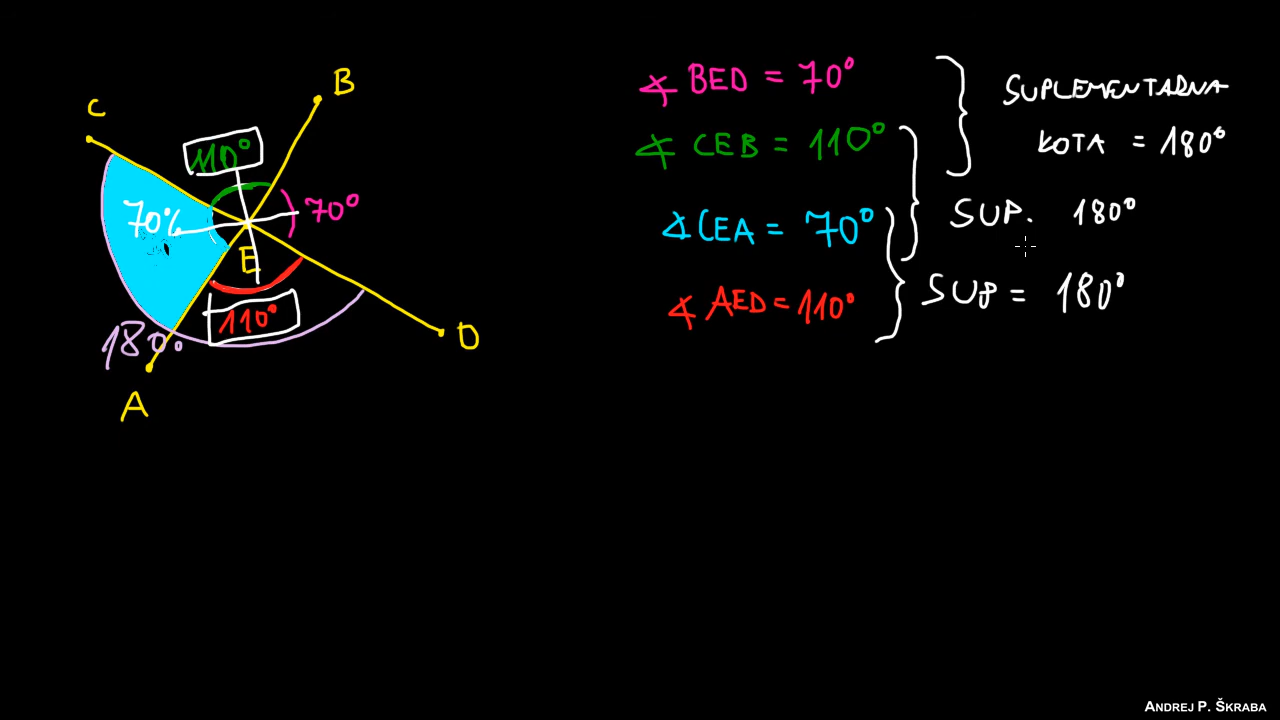 C
B
110°
70°
70%
E
110°
180°
A
D
∢ BED = 70°
∢ CEB = 110°
∢ CEA = 70°
∢ AED = 110°
SUPLEMENTARNA
KOTA = 180°
SUP. 180°
SUP = 180°
ANDREJ P. ŠKRABA